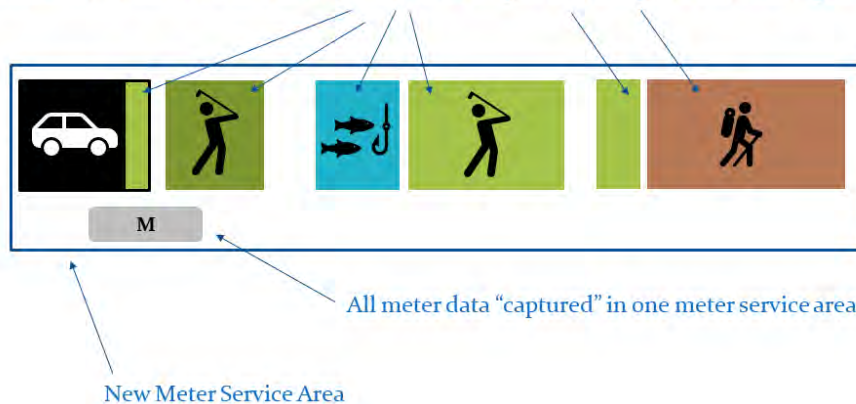 M
All meter data “captured” in one meter service area
New Meter Service Area